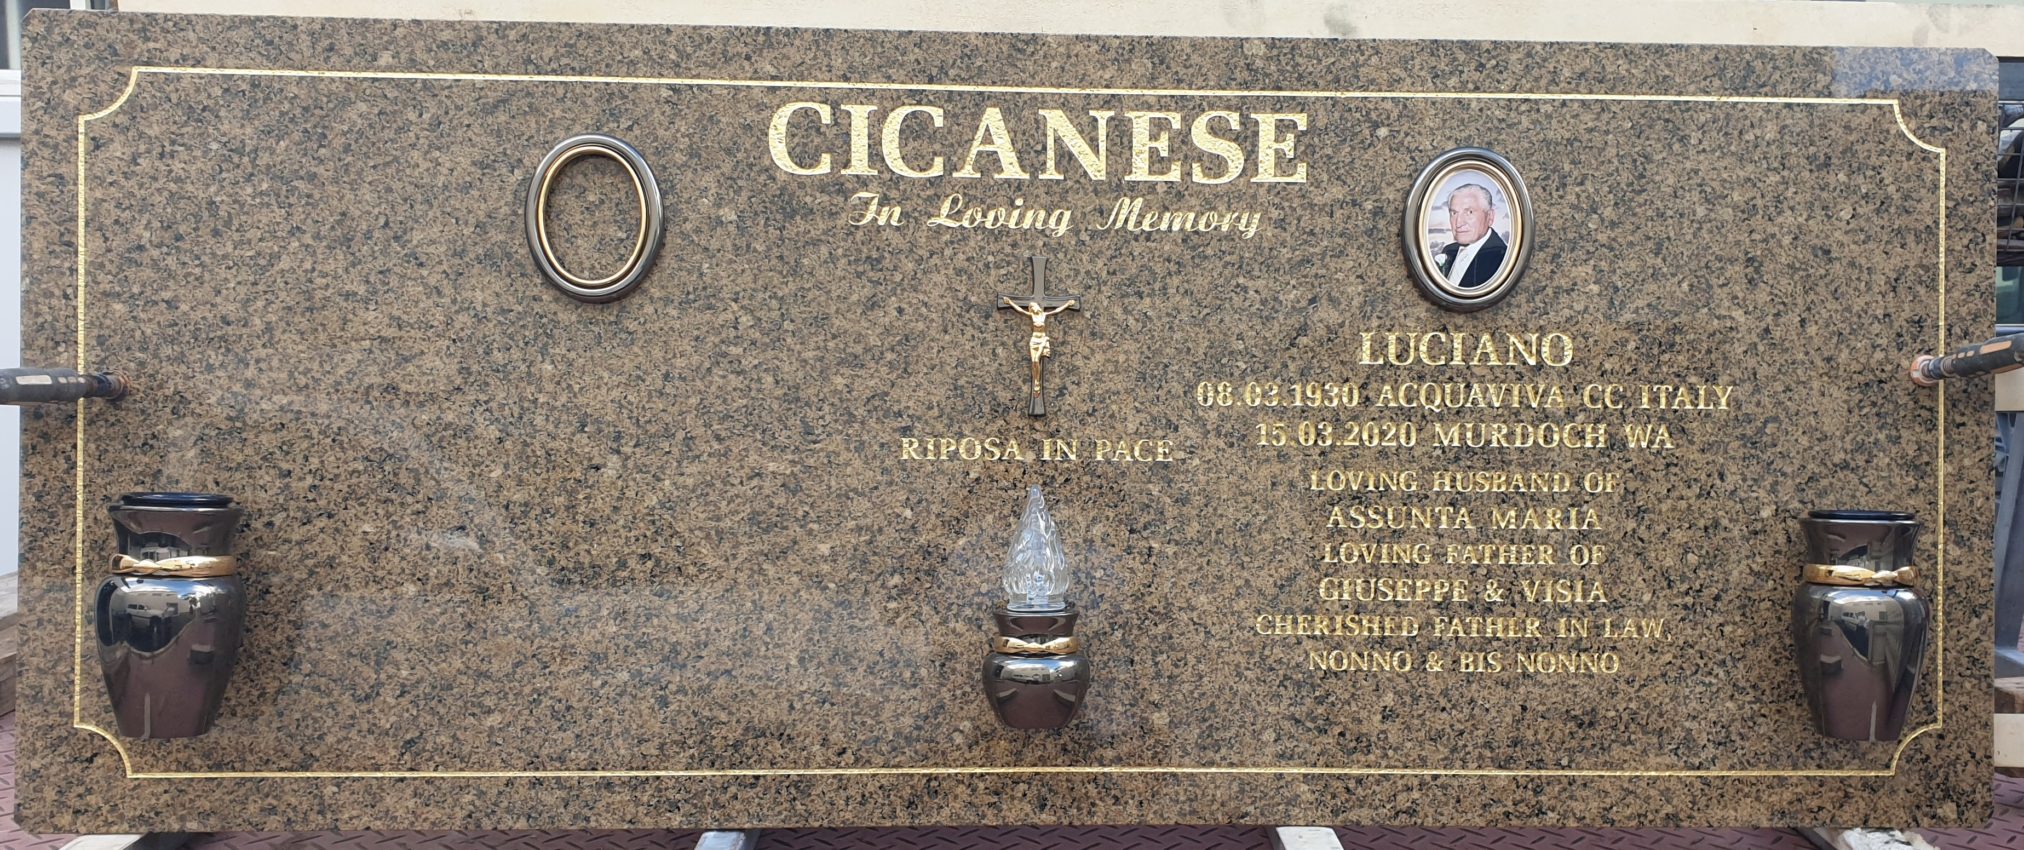 CICANESE
In Loving Memory
RIPOSA IN PACE
LUCIANO
08.03.1930 ACQUAVIVA CC ITALY
15.03.2020 MURDOCH WA
LOVING HUSBAND OF
ASSUNTA MARIA
LOVING FATHER OF
GIUSEPPE & VISIA
CHERISHED FATHER IN LAW,
NONNO & BIS NONNO